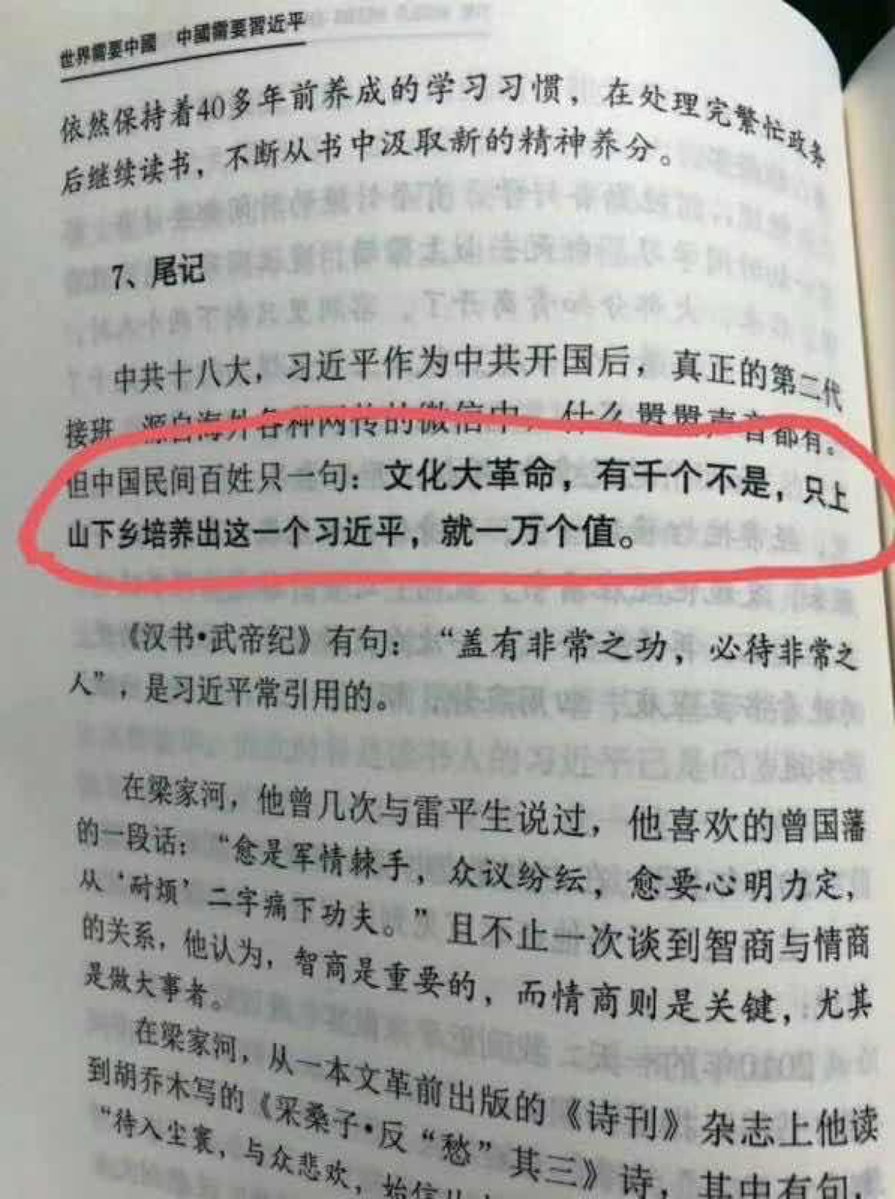 世界需要中國 中國需要習近平
依然保持着40多年前养成的学习习惯，在处理完繁忙政务
后继续读书，不断从书中汲取新的精神养分。
7、尾记
中共十八大，习近平作为中共开国后，真正的第二代
接班，源自海外各种网传的微信中，什么嚣嚣声音都有。
但中国民间百姓只一句：文化大革命，有千个不是，只上
山下乡培养出这一个习近平，就一万个值。
《汉书•武帝纪》有句：“盖有非常之功，必待非常之
人”，是习近平常引用的。
在梁家河，他曾几次与雷平生说过，他喜欢的曾国藩
的一段话：“愈是军情棘手，众议纷纭，愈要心明力定，
从‘耐烦’二字痛下功夫。”且不止一次谈到智商与情商
的关系，他认为，智商是重要的，而情商则是关键，尤其
是做大事者。
在梁家河，从一本文革前出版的《诗刊》杂志上他读
到胡乔木写的《采桑子•反“愁”其三》诗，其中有句，
“待入尘寰，与众悲欢，始信丛